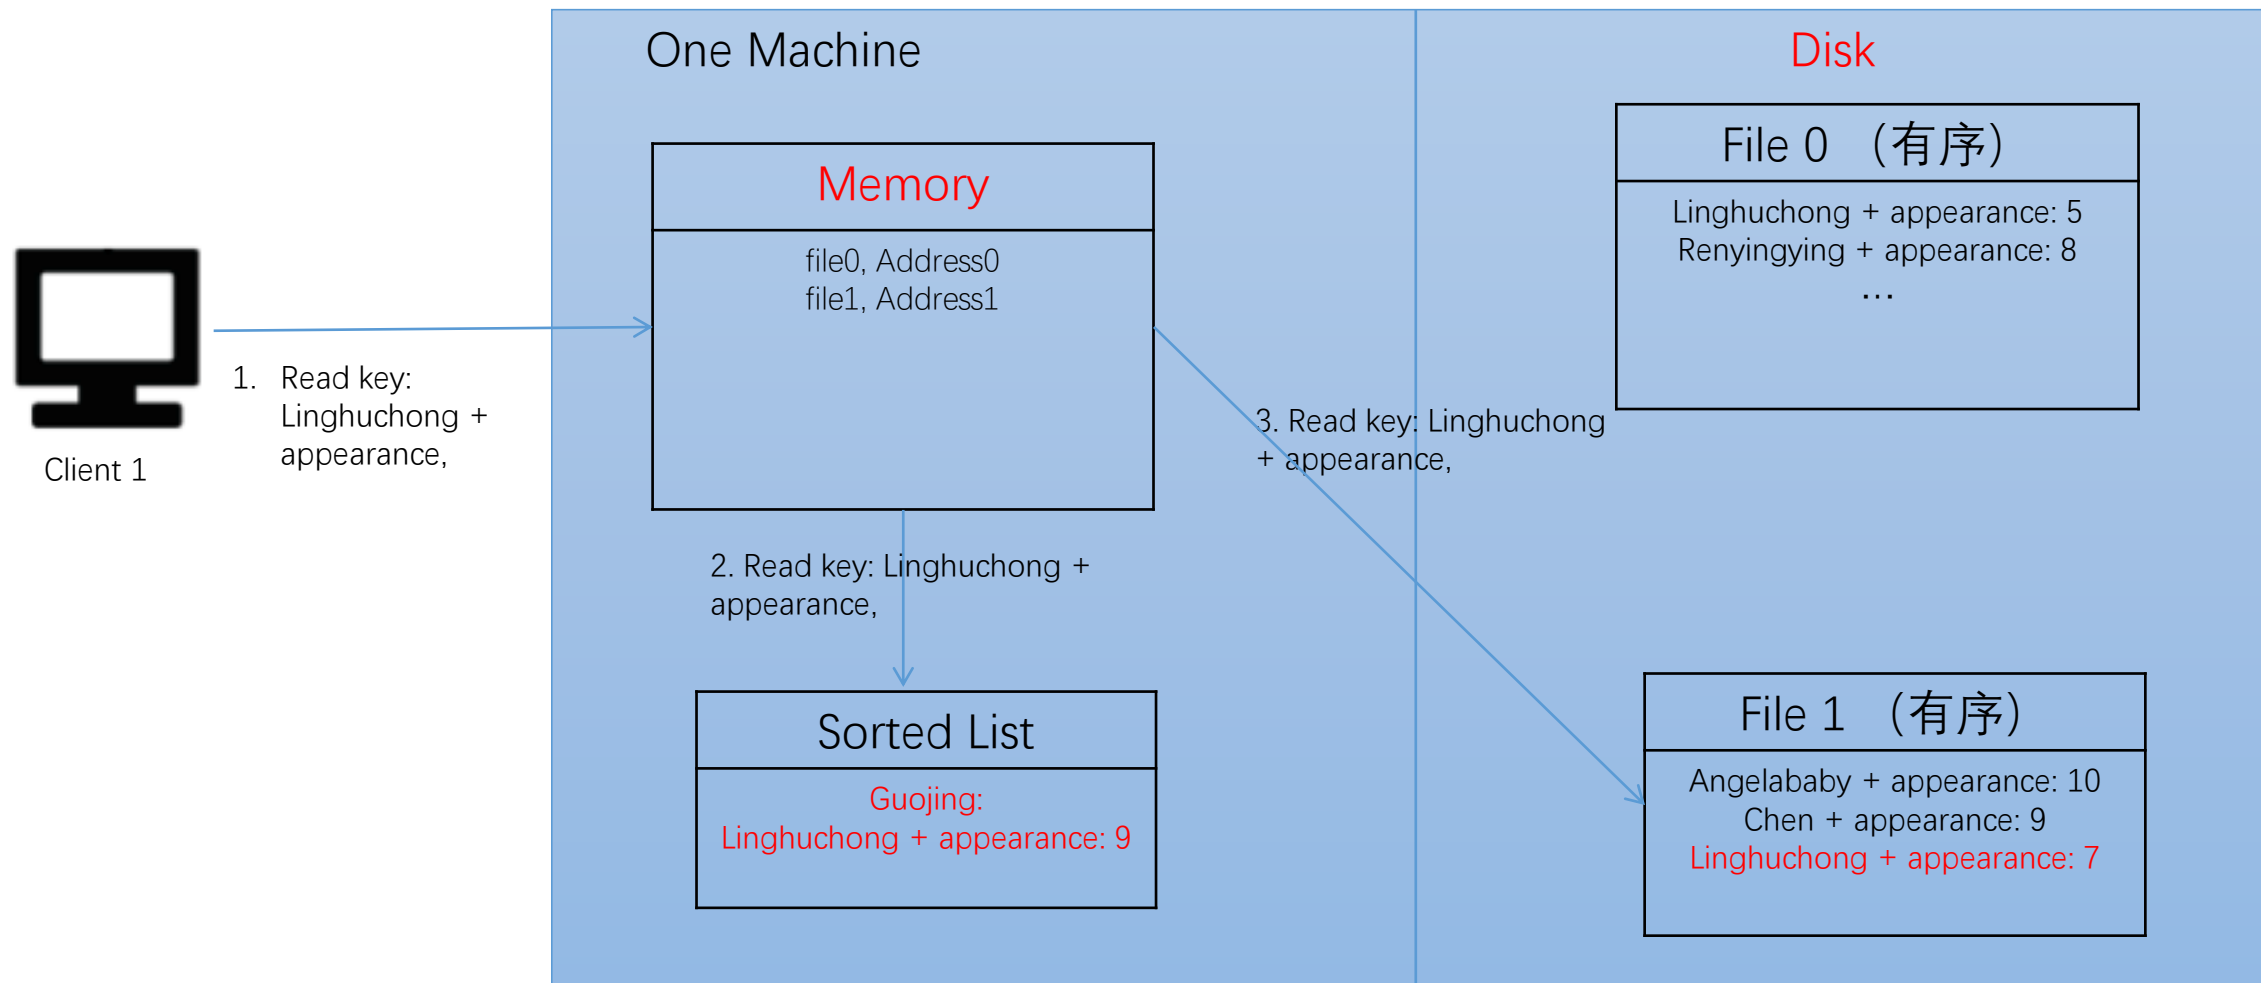 One Machine
Disk
Memory
file0, Address0
file1, Address1
File 0 （有序）
Linghuchong + appearance: 5
Renyingying + appearance: 8
...
Client 1
1. Read key:
Linghuchong +
appearance,
2. Read key: Linghuchong +
appearance,
3. Read key: Linghuchong
+ appearance,
Sorted List
Guojing:
Linghuchong + appearance: 9
File 1 （有序）
Angelababy + appearance: 10
Chen + appearance: 9
Linghuchong + appearance: 7